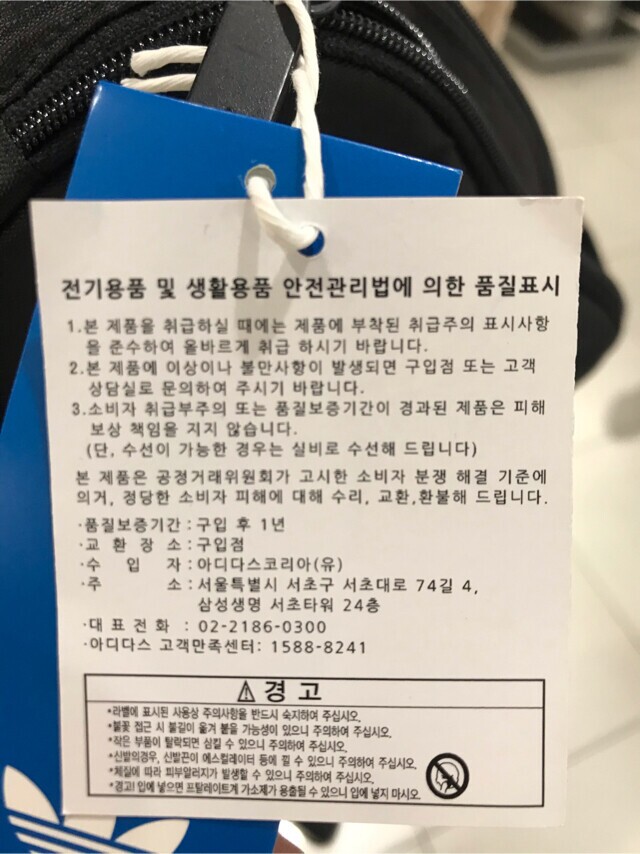 전기용품 및 생활용품 안전관리법에 의한 품질표시
1.본 제품을 취급하실 때에는 제품에 부착된 취급주의 표시사항
을 준수하여 올바르게 취급 하시기 바랍니다.
2.본 제품에 이상이나 불만사항이 발생되면 구입점 또는 고객
상담실로 문의하여 주시기 바랍니다.
3.소비자 취급부주의 또는 품질보증기간이 경과된 제품은 피해
보상 책임을 지지 않습니다.
(단, 수선이 가능한 경우는 실비로 수선해 드립니다)
본 제품은 공정거래위원회가 고시한 소비자 분쟁 해결 기준에
의거, 정당한 소비자 피해에 대해 수리, 교환,환불해 드립니다.
·품질보증기간 : 구입 후 1년
·교 환 장 소 : 구입점
·수 입 자 : 아디다스코리아(유)
·주 소 : 서울특별시 서초구 서초대로 74길 4,
삼성생명 서초타워 24층
·대 표 전 화 : 02-2186-0300
·아디다스 고객만족센터: 1588-8241
⚠ 경 고
*라벨에 표시된 사용상 주의사항을 반드시 숙지하여 주십시오.
*불꽃 접근 시 불길이 옮겨 붙을 가능성이 있으니 주의하여 주십시오.
*작은 부품이 탈락되면 삼킬 수 있으니 주의하여 주십시오.
*신발의경우, 신발끈이 에스컬레이터 등에 낄 수 있으니 주의하여 주십시오.
*체질에 따라 피부알러지가 발생할 수 있으니 주의하여 주십시오.
*경고! 입에 넣으면 프탈레이트계 가소제가 용출될 수 있으니 입에 넣지 마시오.